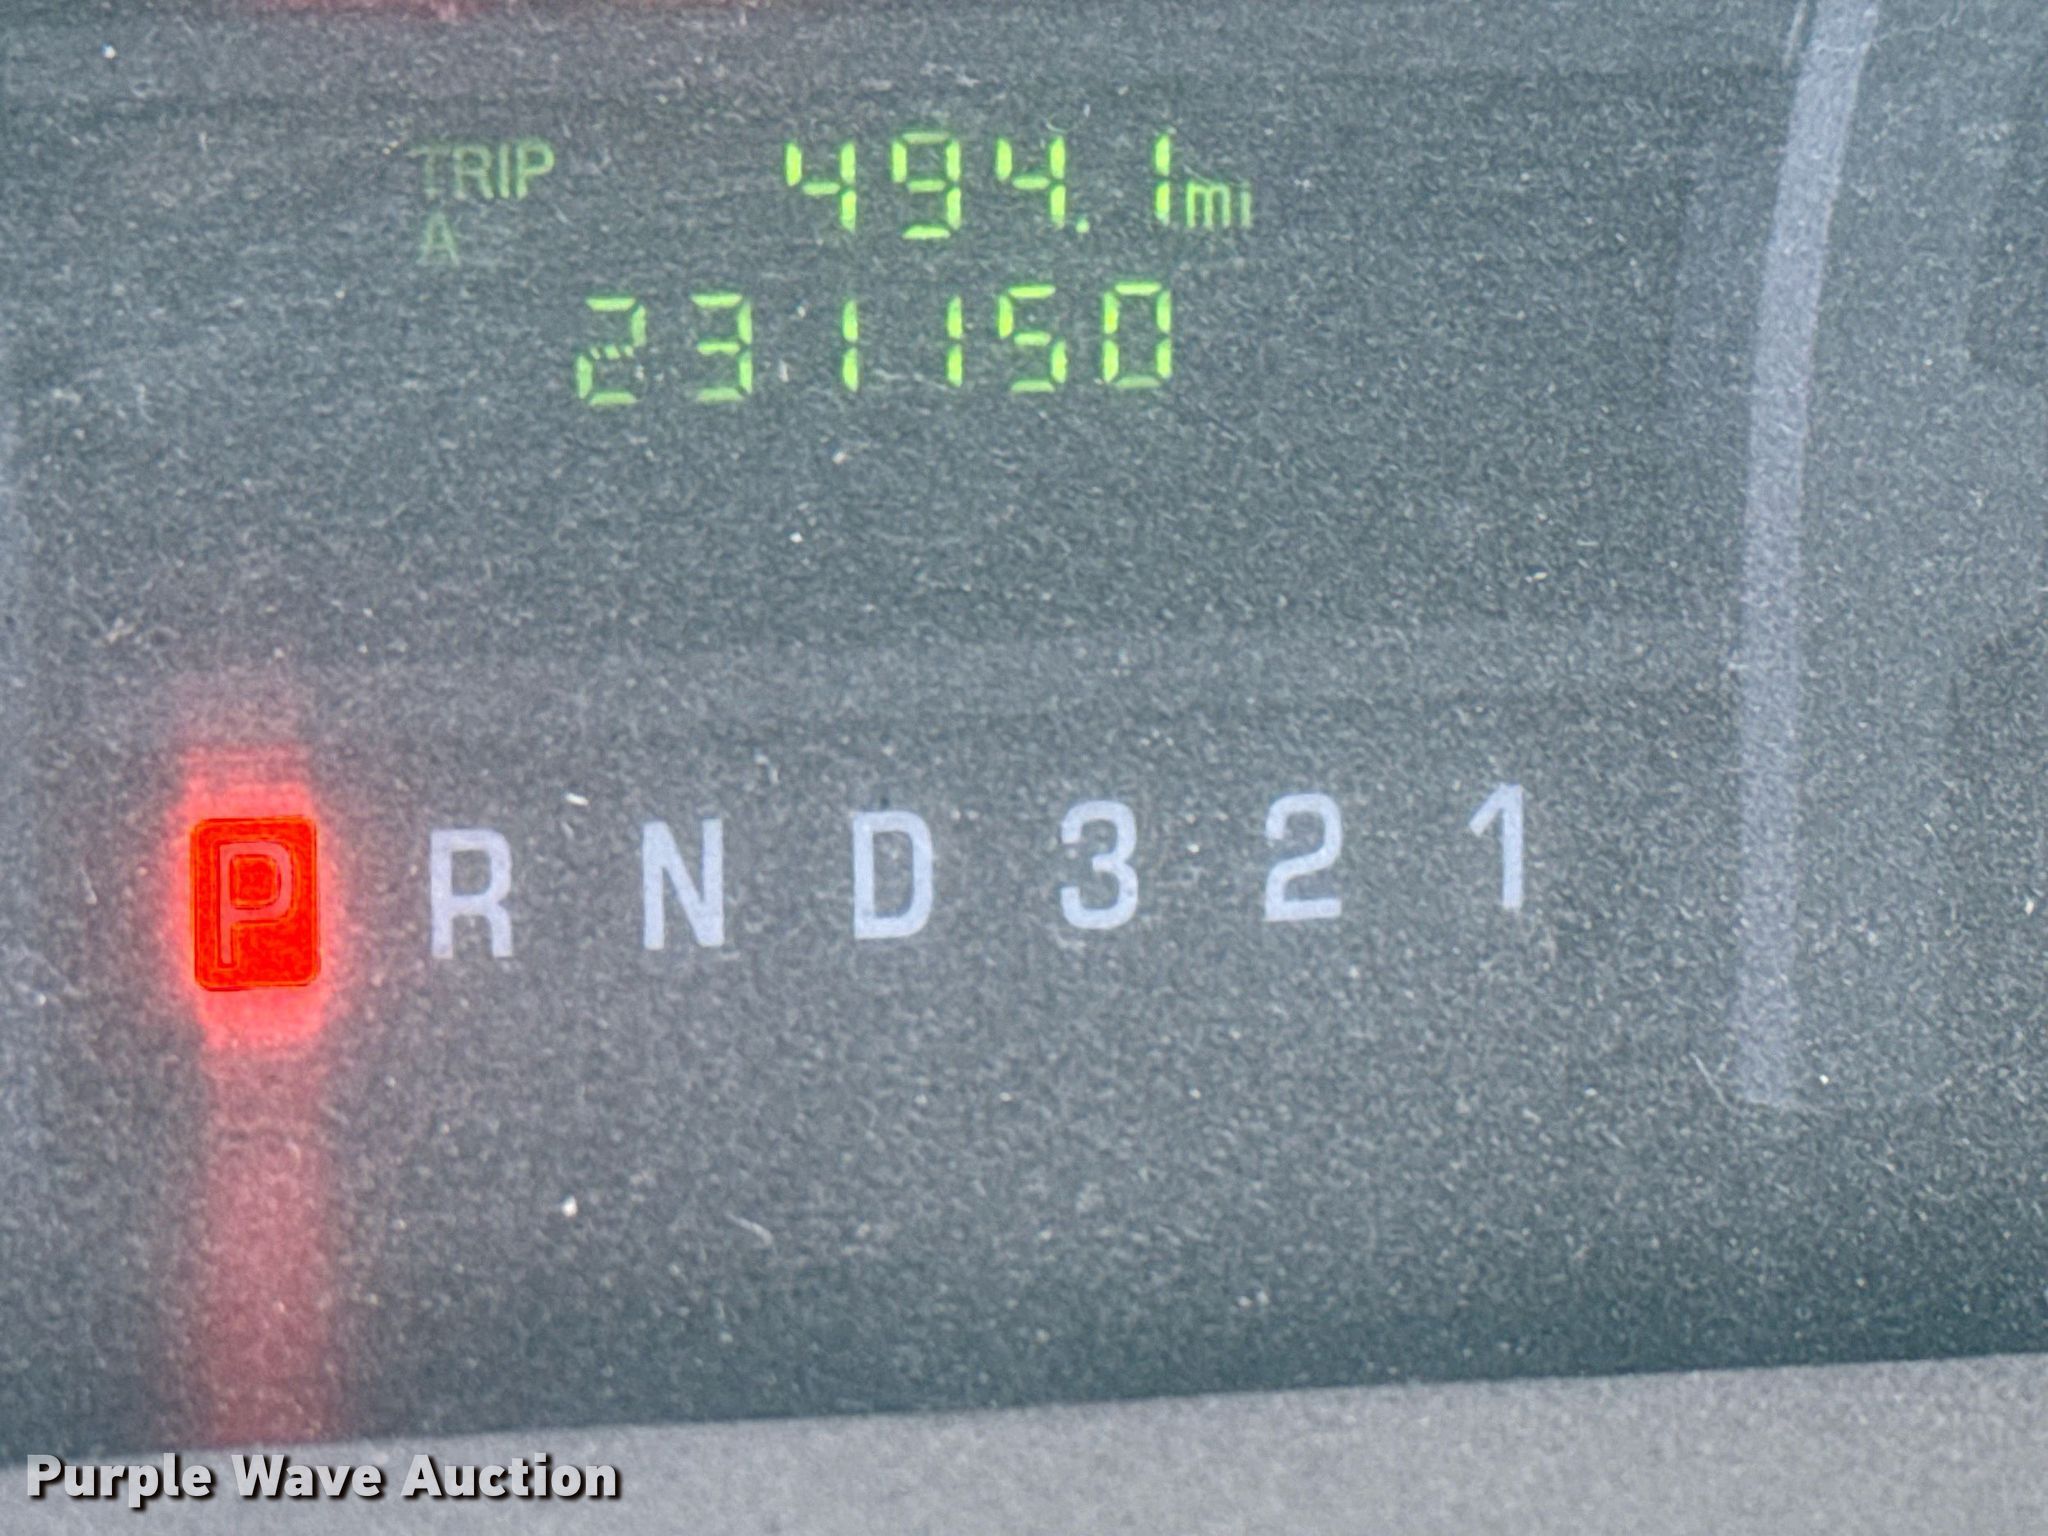 TRIP 494.1 mi
A
231150
P R N D 3 2 1
Purple Wave Auction